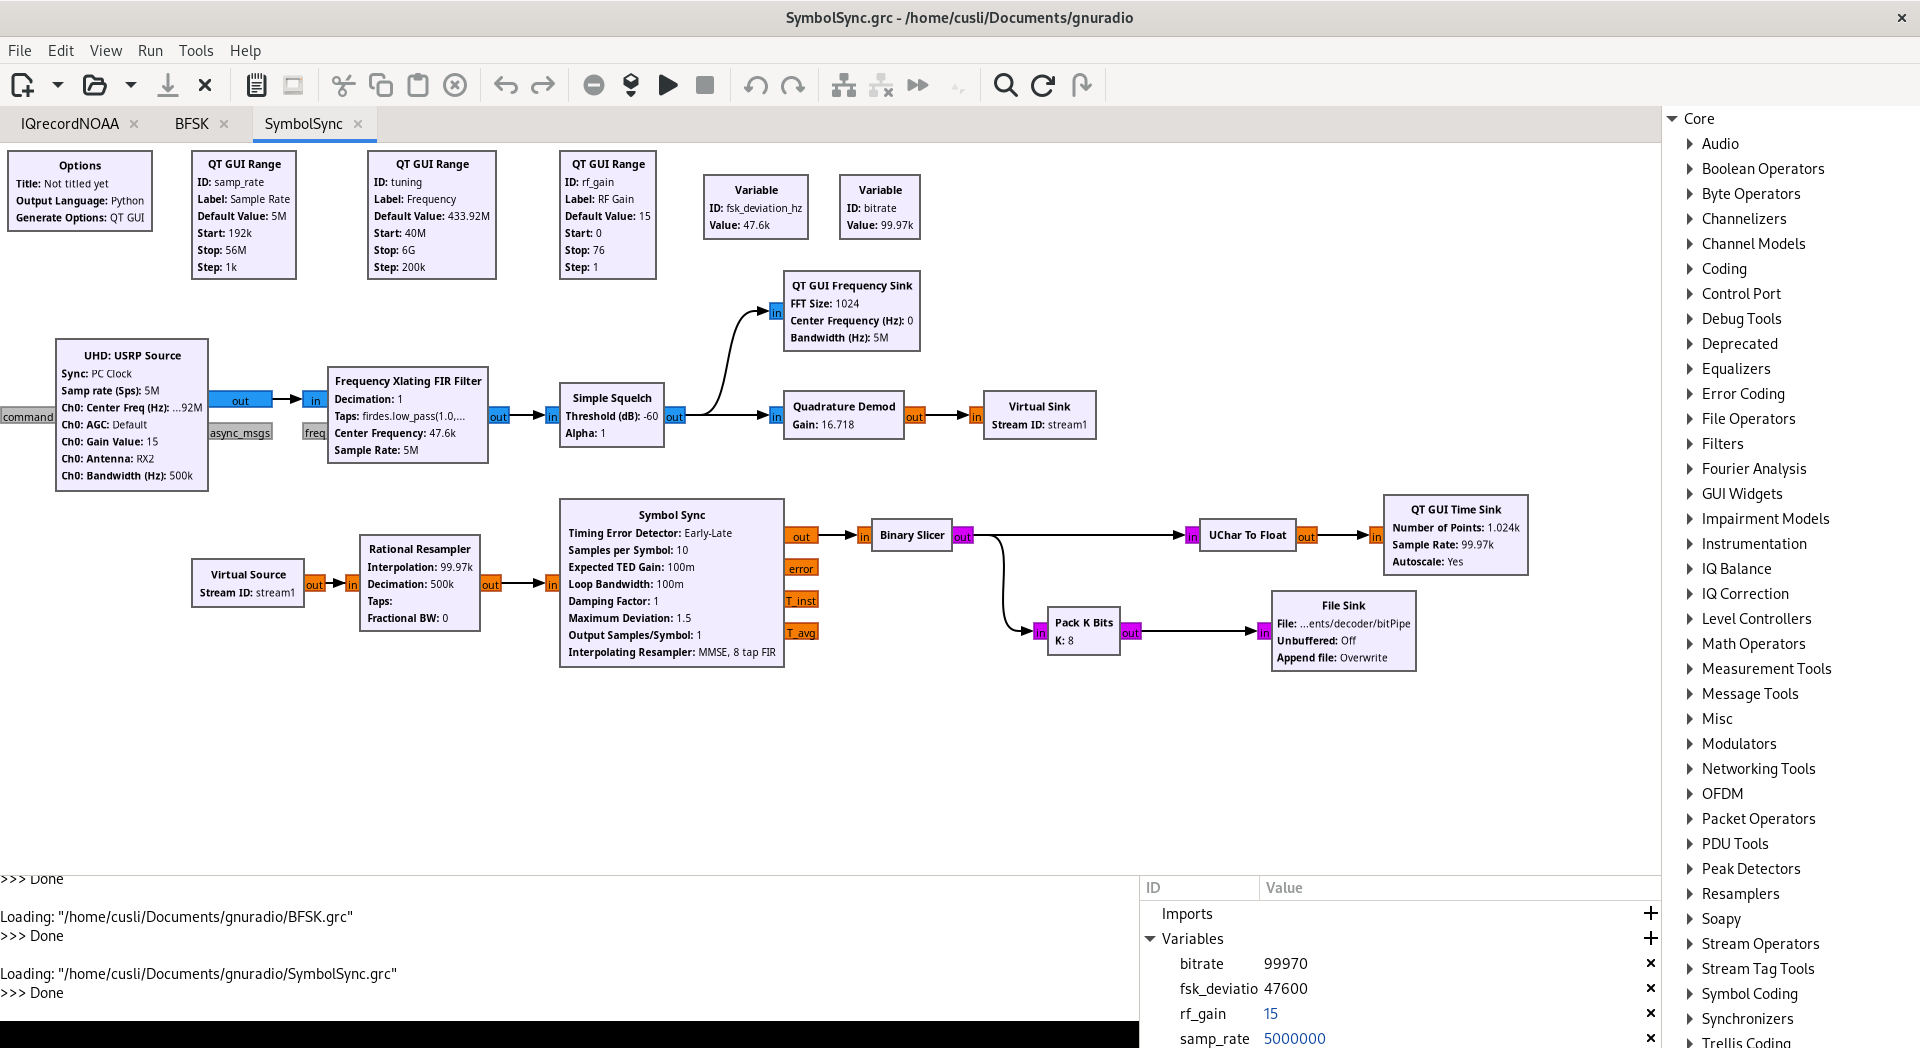 SymbolSync.grc - /home/cusli/Documents/gnuradio
File Edit View Run Tools Help
IQrecordNOAA
BFSK
SymbolSync
Options
Title: Not titled yet
Output Language: Python
Generate Options: QT GUI
QT GUI Range
ID: samp_rate
Label: Sample Rate
Default Value: 5M
Start: 192k
Stop: 56M
Step: 1k
QT GUI Range
ID: tuning
Label: Frequency
Default Value: 433.92M
Start: 40M
Stop: 6G
Step: 200k
QT GUI Range
ID: rf_gain
Label: RF Gain
Default Value: 15
Start: 0
Stop: 76
Step: 1
Variable
ID: fsk_deviation_hz
Value: 47.6k
Variable
ID: bitrate
Value: 99.97k
in
QT GUI Frequency Sink
FFT Size: 1024
Center Frequency (Hz): 0
Bandwidth (Hz): 5M
command
UHD: USRP Source
Sync: PC Clock
Samp rate (Sps): 5M
Ch0: Center Freq (Hz): ...92M
Ch0: AGC: Default
Ch0: Gain Value: 15
Ch0: Antenna: RX2
Ch0: Bandwidth (Hz): 500k
out
async_msgs
in
freq
Frequency Xlating FIR Filter
Decimation: 1
Taps: firdes.low_pass(1.0,...
Center Frequency: 47.6k
Sample Rate: 5M
out
in
Simple Squelch
Threshold (dB): -60
Alpha: 1
out
in
Quadrature Demod
Gain: 16.718
out
in
Virtual Sink
Stream ID: stream1
Virtual Source
Stream ID: stream1
out
in
Rational Resampler
Interpolation: 99.97k
Decimation: 500k
Taps:
Fractional BW: 0
out
in
Symbol Sync
Timing Error Detector: Early-Late
Samples per Symbol: 10
Expected TED Gain: 100m
Loop Bandwidth: 100m
Damping Factor: 1
Maximum Deviation: 1.5
Output Samples/Symbol: 1
Interpolating Resampler: MMSE, 8 tap FIR
out
error
T_inst
T_avg
in
Binary Slicer
out
in
UChar To Float
out
in
QT GUI Time Sink
Number of Points: 1.024k
Sample Rate: 99.97k
Autoscale: Yes
in
Pack K Bits
K: 8
out
in
File Sink
File: ...ents/decoder/bitPipe
Unbuffered: Off
Append file: Overwrite
>>> Done
Loading: "/home/cusli/Documents/gnuradio/BFSK.grc"
>>> Done
Loading: "/home/cusli/Documents/gnuradio/SymbolSync.grc"
>>> Done
ID Value
Imports
Variables
bitrate 99970
fsk_deviatio 47600
rf_gain 15
samp_rate 5000000
Core
Audio
Boolean Operators
Byte Operators
Channelizers
Channel Models
Coding
Control Port
Debug Tools
Deprecated
Equalizers
Error Coding
File Operators
Filters
Fourier Analysis
GUI Widgets
Impairment Models
Instrumentation
IQ Balance
IQ Correction
Level Controllers
Math Operators
Measurement Tools
Message Tools
Misc
Modulators
Networking Tools
OFDM
Packet Operators
PDU Tools
Peak Detectors
Resamplers
Soapy
Stream Operators
Stream Tag Tools
Symbol Coding
Synchronizers
Trellis Coding